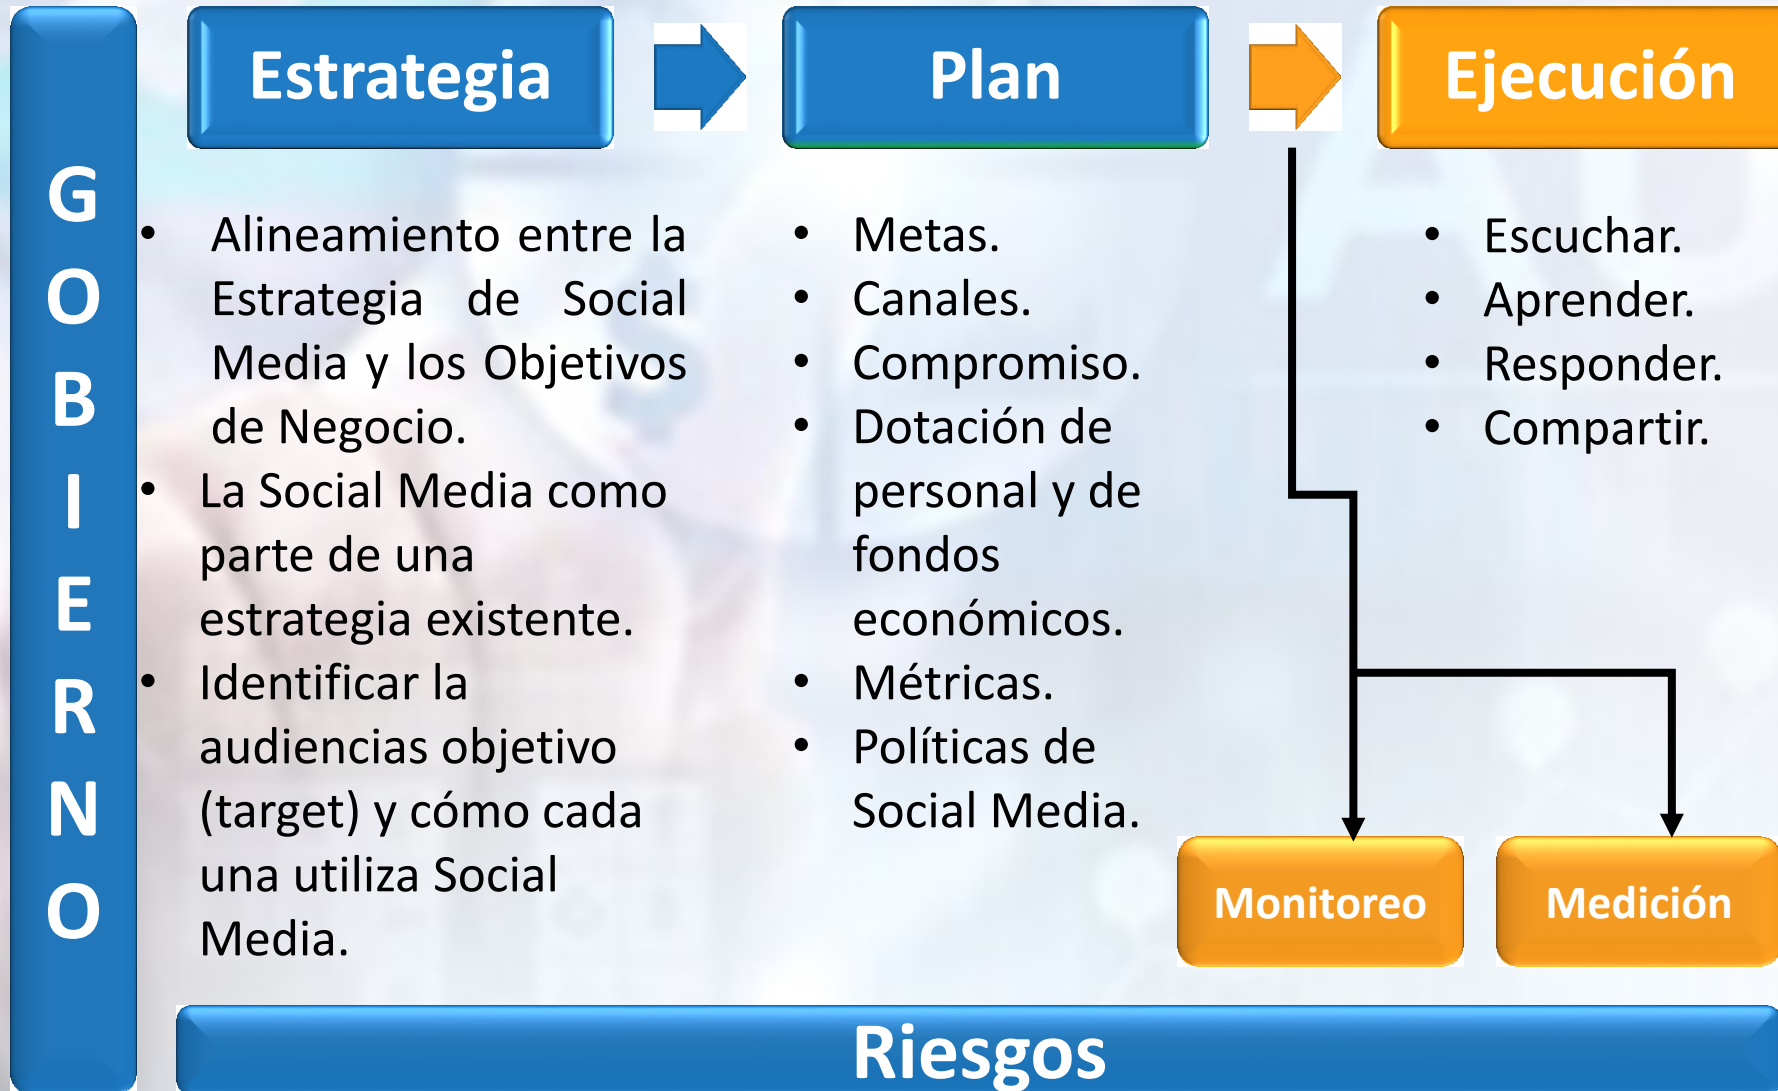 GOBIERNO
Estrategia
Plan
Ejecución
• Alineamiento entre la
Estrategia de Social
Media y los Objetivos
de Negocio.
• La Social Media como
parte de una
estrategia existente.
• Identificar la
audiencias objetivo
(target) y cómo cada
una utiliza Social
Media.
• Metas.
• Canales.
• Compromiso.
• Dotación de
personal y de
fondos
económicos.
• Métricas.
• Políticas de
Social Media.
• Escuchar.
• Aprender.
• Responder.
• Compartir.
Monitoreo
Medición
Riesgos